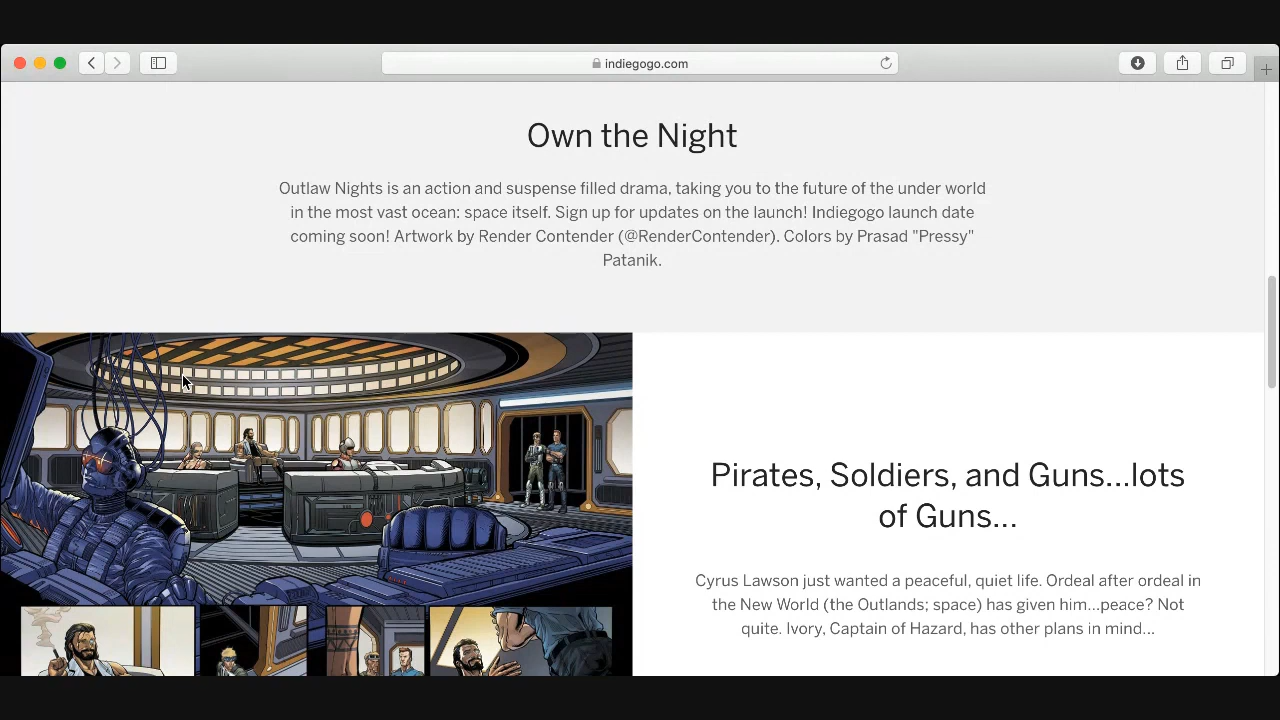 indiegogo.com
Own the Night
Outlaw Nights is an action and suspense filled drama, taking you to the future of the under world
in the most vast ocean: space itself. Sign up for updates on the launch! Indiegogo launch date
coming soon! Artwork by Render Contender (@RenderContender). Colors by Prasad "Pressy"
Patanik.
Pirates, Soldiers, and Guns...lots
of Guns...
Cyrus Lawson just wanted a peaceful, quiet life. Ordeal after ordeal in
the New World (the Outlands; space) has given him...peace? Not
quite. Ivory, Captain of Hazard, has other plans in mind...